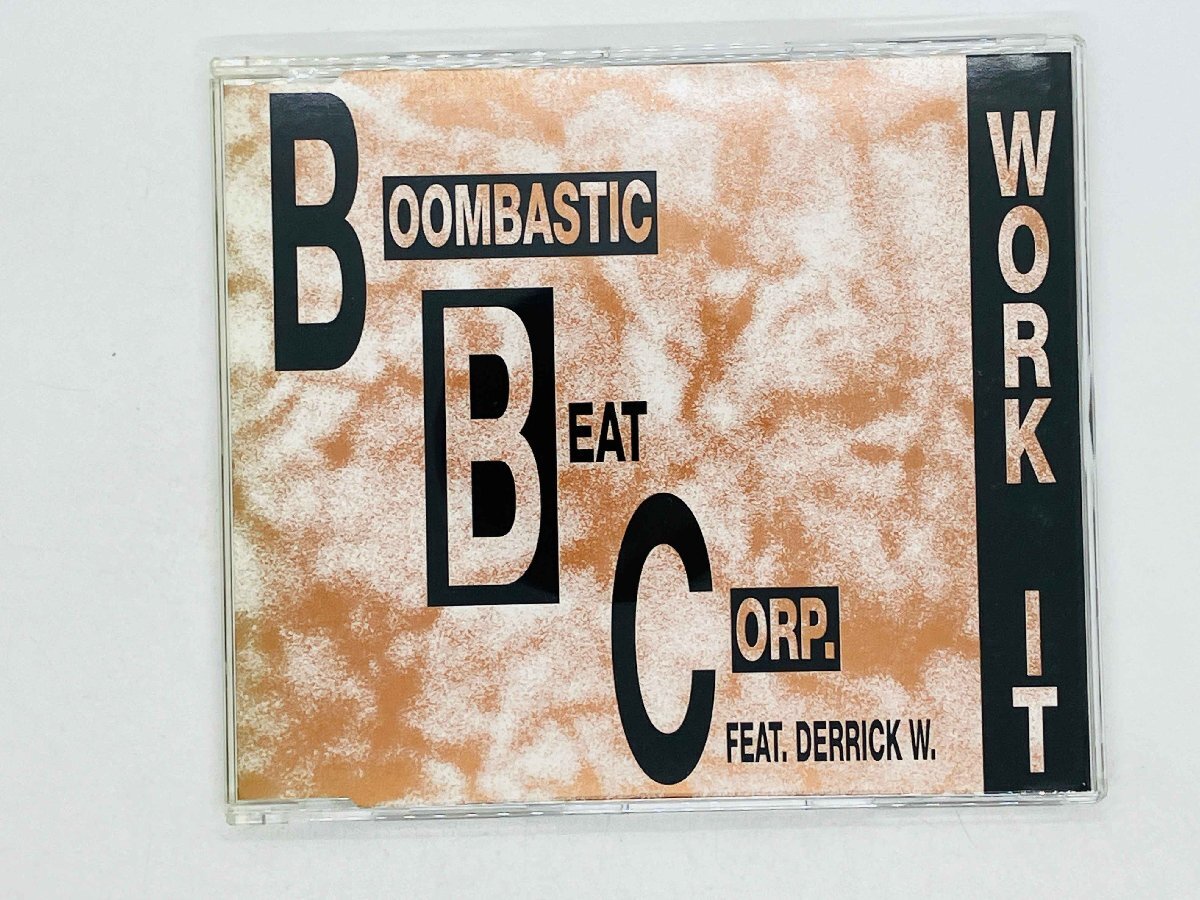 BOOMBASTIC
BEAT
CORP.
FEAT. DERRICK W.
WORK IT